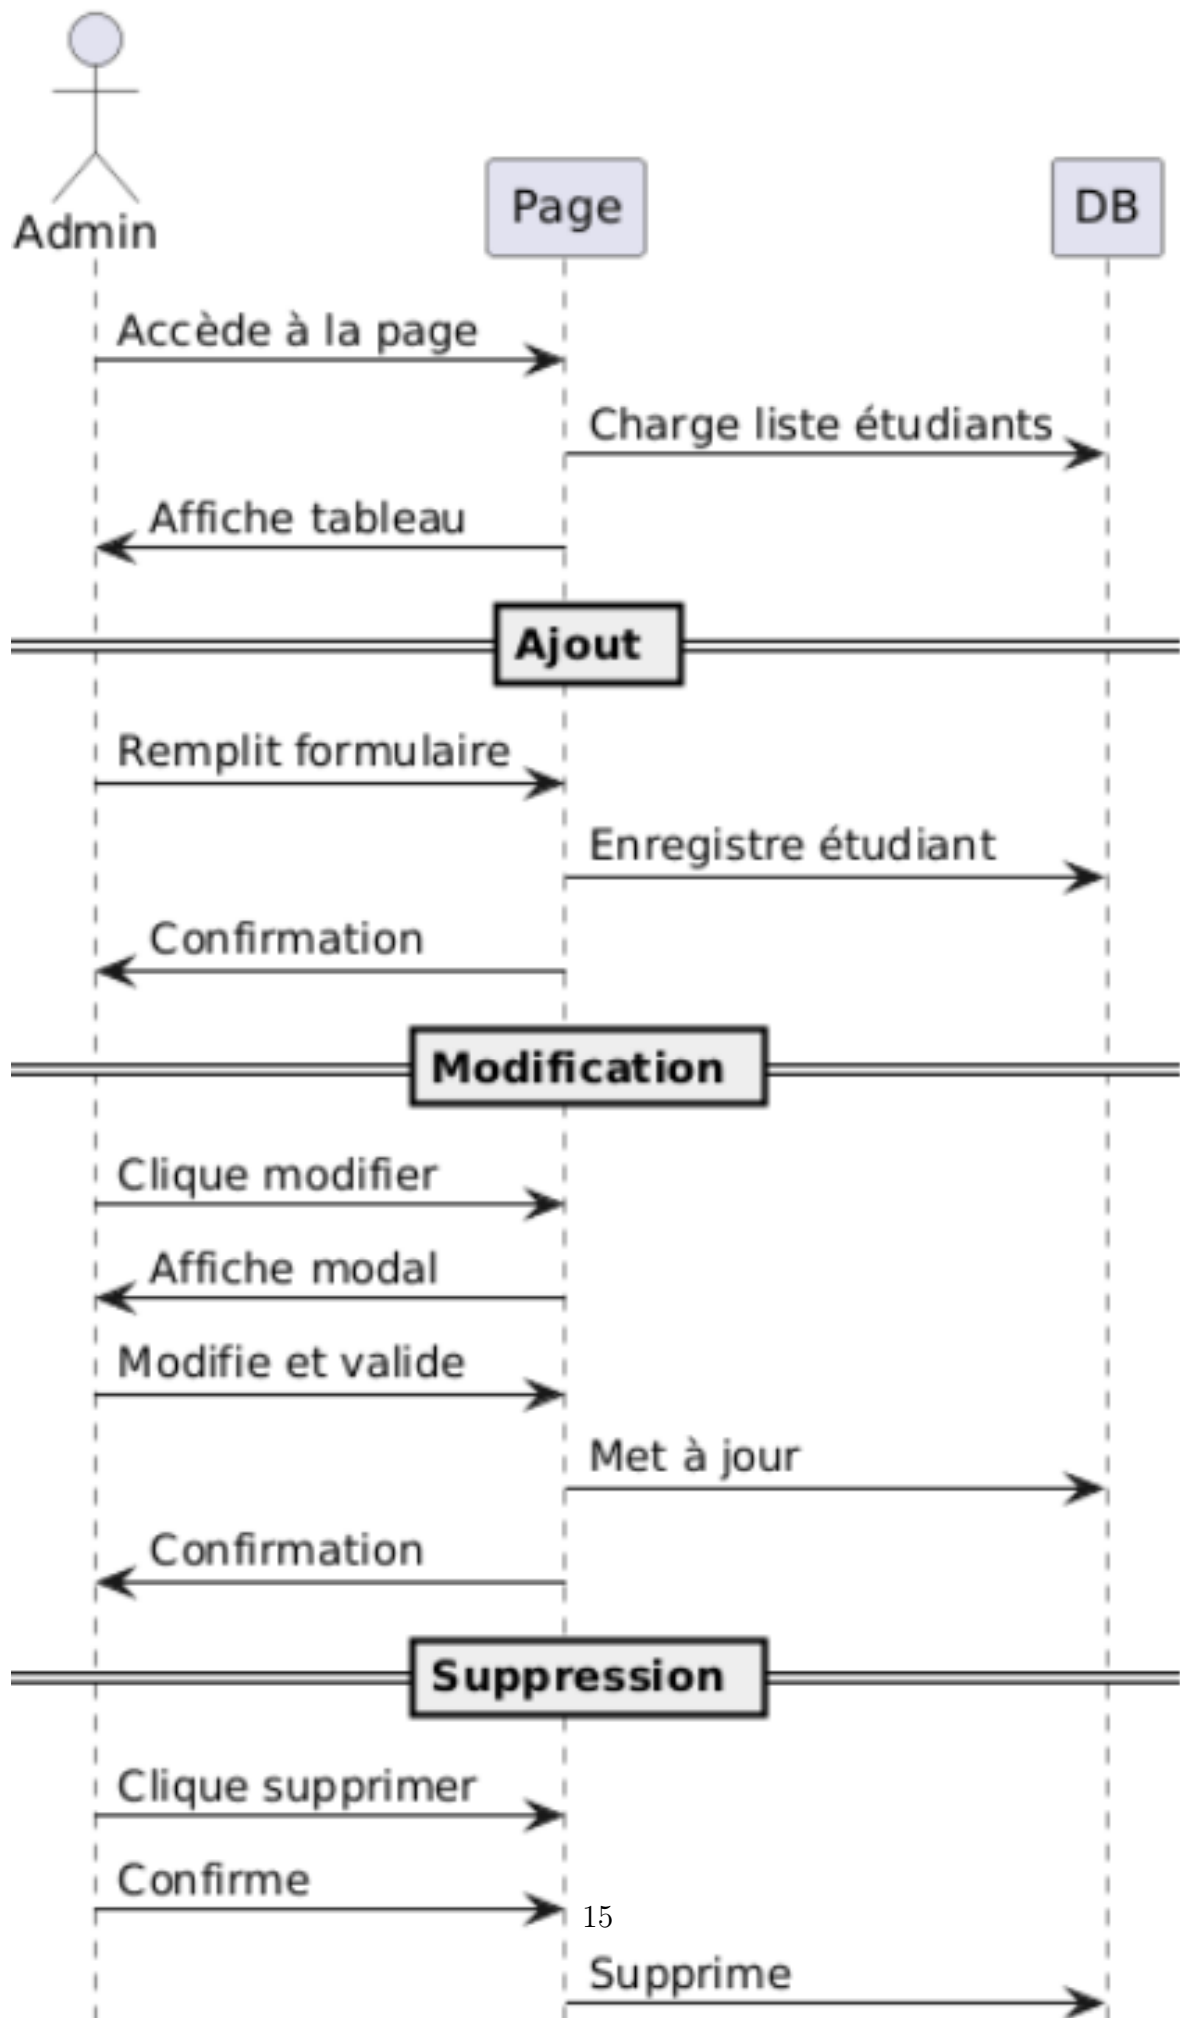 Admin
Page
DB
Accède à la page
Charge liste étudiants
Affiche tableau
Ajout
Remplit formulaire
Enregistre étudiant
Confirmation
Modification
Clique modifier
Affiche modal
Modifie et valide
Met à jour
Confirmation
Suppression
Clique supprimer
Confirme
15
Supprime